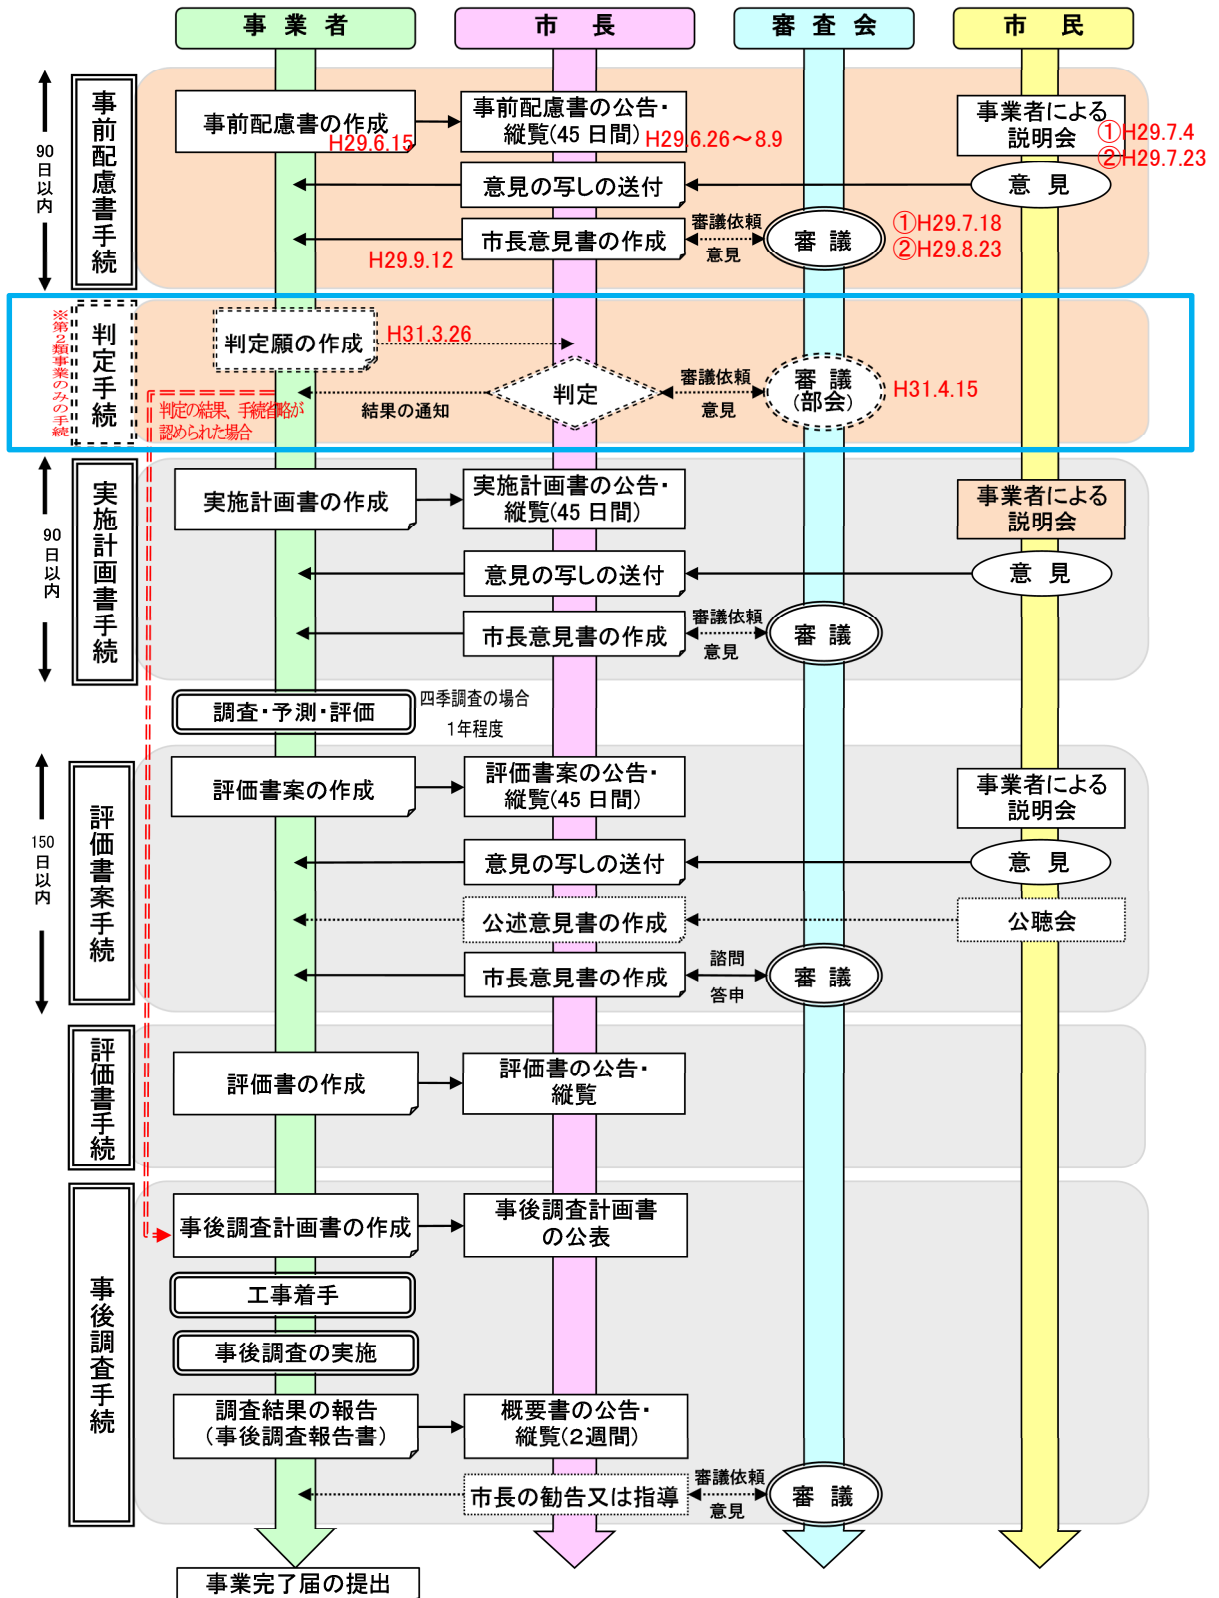 事 業 者
市 長
審 査 会
市 民
90日以内
事前配慮書手続
事前配慮書の作成
H29.6.15
事前配慮書の公告・
縦覧(45 日間)
H29.6.26～8.9
事業者による
説明会
①H29.7.4
②H29.7.23
意見の写しの送付
意 見
市長意見書の作成
H29.9.12
審議依頼
意見
審 議
①H29.7.18
②H29.8.23
※第2類事業のみの手続
判定手続
判定願の作成
H31.3.26
判定
結果の通知
審議依頼
意見
審 議
(部会)
H31.4.15
判定の結果、手続省略が
認められた場合
90日以内
実施計画書手続
実施計画書の作成
実施計画書の公告・
縦覧(45 日間)
事業者による
説明会
意見の写しの送付
意 見
市長意見書の作成
審議依頼
意見
審 議
調査・予測・評価
四季調査の場合
1年程度
150日以内
評価書案手続
評価書案の作成
評価書案の公告・
縦覧(45 日間)
事業者による
説明会
意見の写しの送付
意 見
公述意見書の作成
公聴会
市長意見書の作成
諮問
答申
審 議
評価書手続
評価書の作成
評価書の公告・
縦覧
事後調査手続
事後調査計画書の作成
事後調査計画書
の公表
工事着手
事後調査の実施
調査結果の報告
(事後調査報告書)
概要書の公告・
縦覧(2週間)
市長の勧告又は指導
審議依頼
意見
審 議
事業完了届の提出